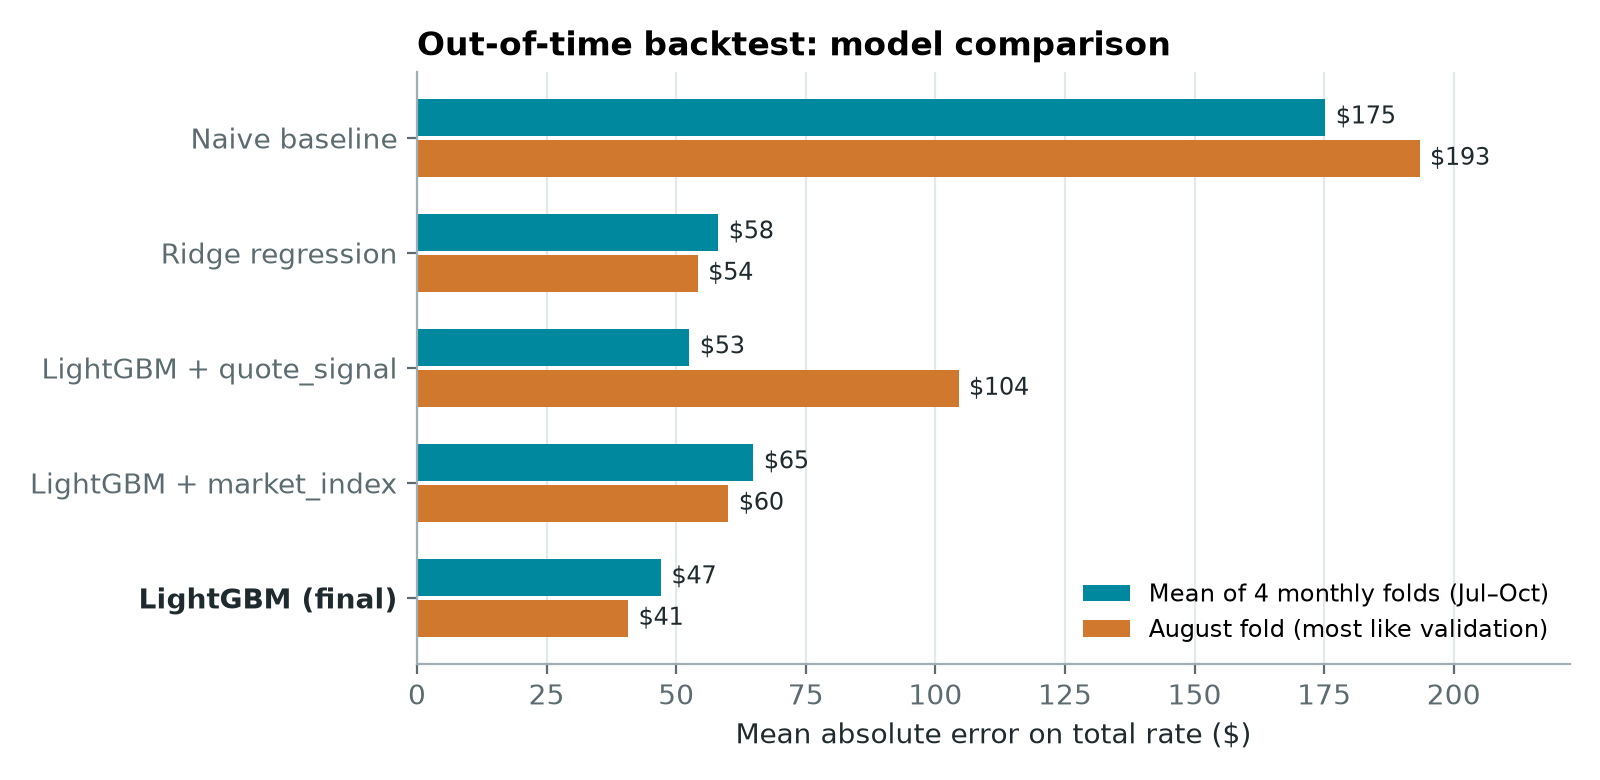 Out-of-time backtest: model comparison
Naive baseline
$175
$193
Ridge regression
$58
$54
LightGBM + quote_signal
$53
$104
LightGBM + market_index
$65
$60
LightGBM (final)
$47
$41
Mean of 4 monthly folds (Jul–Oct)
August fold (most like validation)
0 25 50 75 100 125 150 175 200
Mean absolute error on total rate ($)